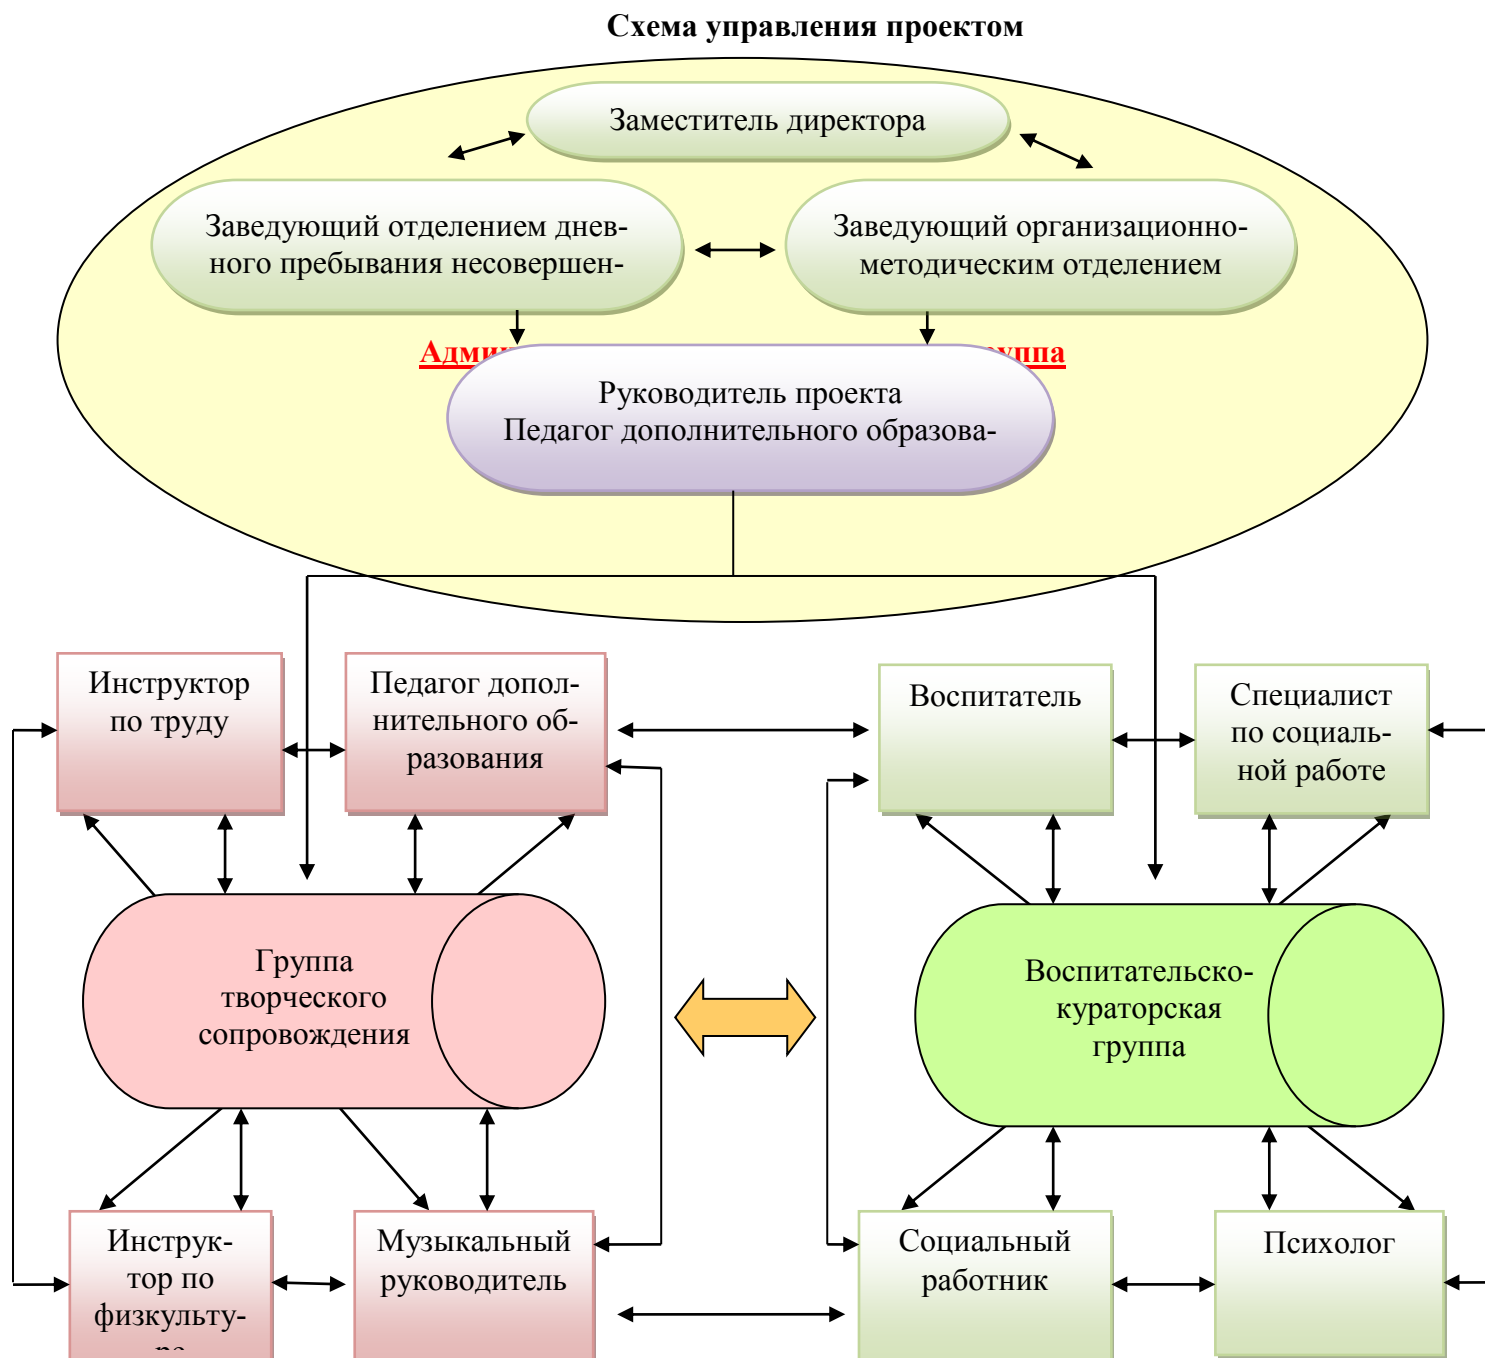 Схема управления проектом
Заместитель директора
Заведующий отделением днев-
ного пребывания несовершен-
Заведующий организационно-
методическим отделением
Руководитель проекта
Педагог дополнительного образова-
Инструктор
по труду
Педагог допол-
нительного об-
разования
Воспитатель
Специалист
по социаль-
ной работе
Группа
творческого
сопровождения
Воспитательско-
кураторская
группа
Инструк-
тор по
физкульту-
Музыкальный
руководитель
Социальный
работник
Психолог